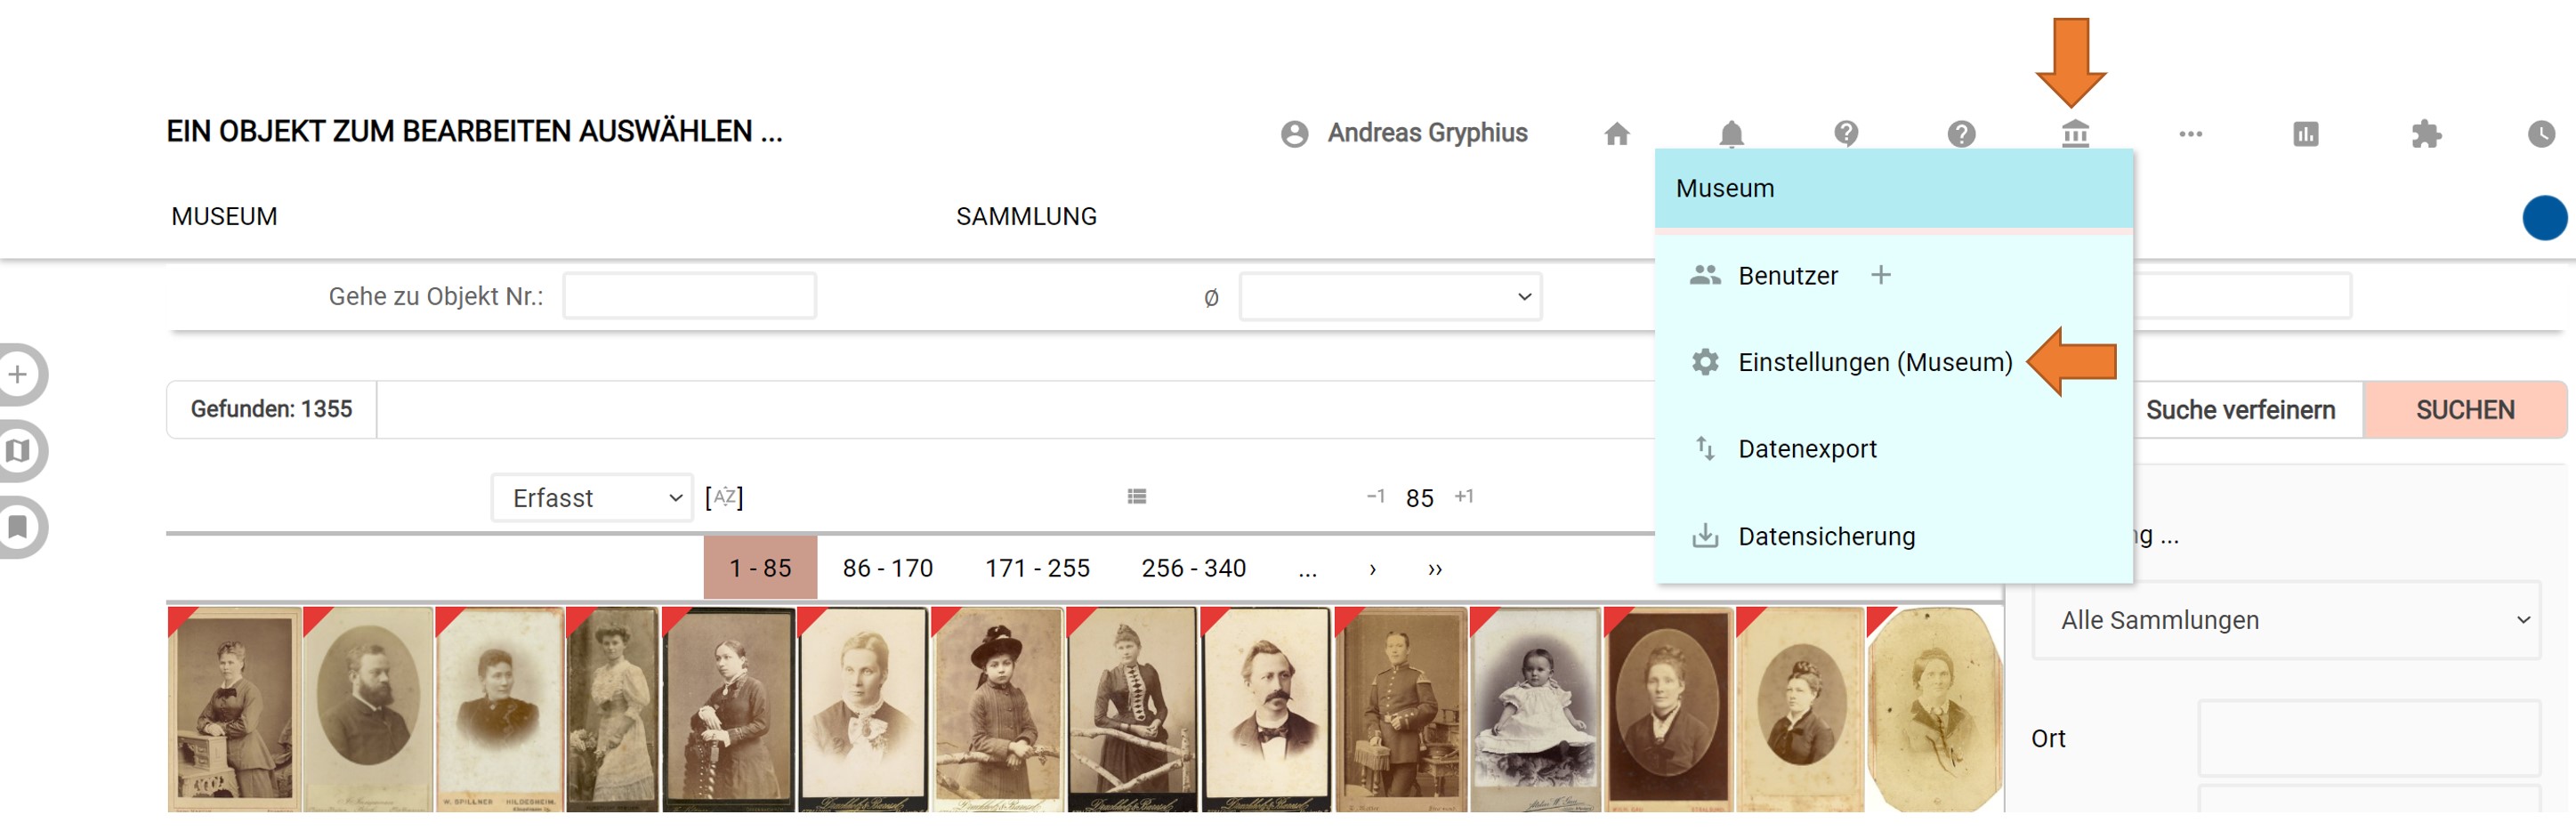 EIN OBJEKT ZUM BEARBEITEN AUSWÄHLEN ...
Andreas Gryphius
MUSEUM
SAMMLUNG
Museum
Benutzer +
Einstellungen (Museum)
Datenexport
Datensicherung
Gehe zu Objekt Nr.:
Ø
Gefunden: 1355
Suche verfeinern
SUCHEN
Erfasst
[AZ]
−1 85 +1
1 - 85
86 - 170
171 - 255
256 - 340
...
›
››
ng ...
Alle Sammlungen
Ort
W. SPILLNER HILDESHEIM.